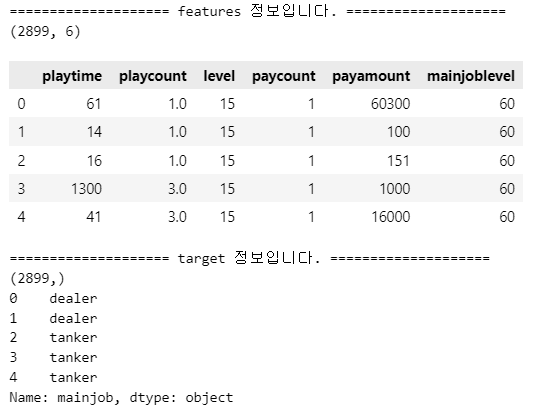 ==================== features 정보입니다. ====================
(2899, 6)
playtime playcount level paycount payamount mainjoblevel
0 61 1.0 15 1 60300 60
1 14 1.0 15 1 100 60
2 16 1.0 15 1 151 60
3 1300 3.0 15 1 1000 60
4 41 3.0 15 1 16000 60
==================== target 정보입니다. ====================
(2899,)
0    dealer
1    dealer
2    tanker
3    tanker
4    tanker
Name: mainjob, dtype: object